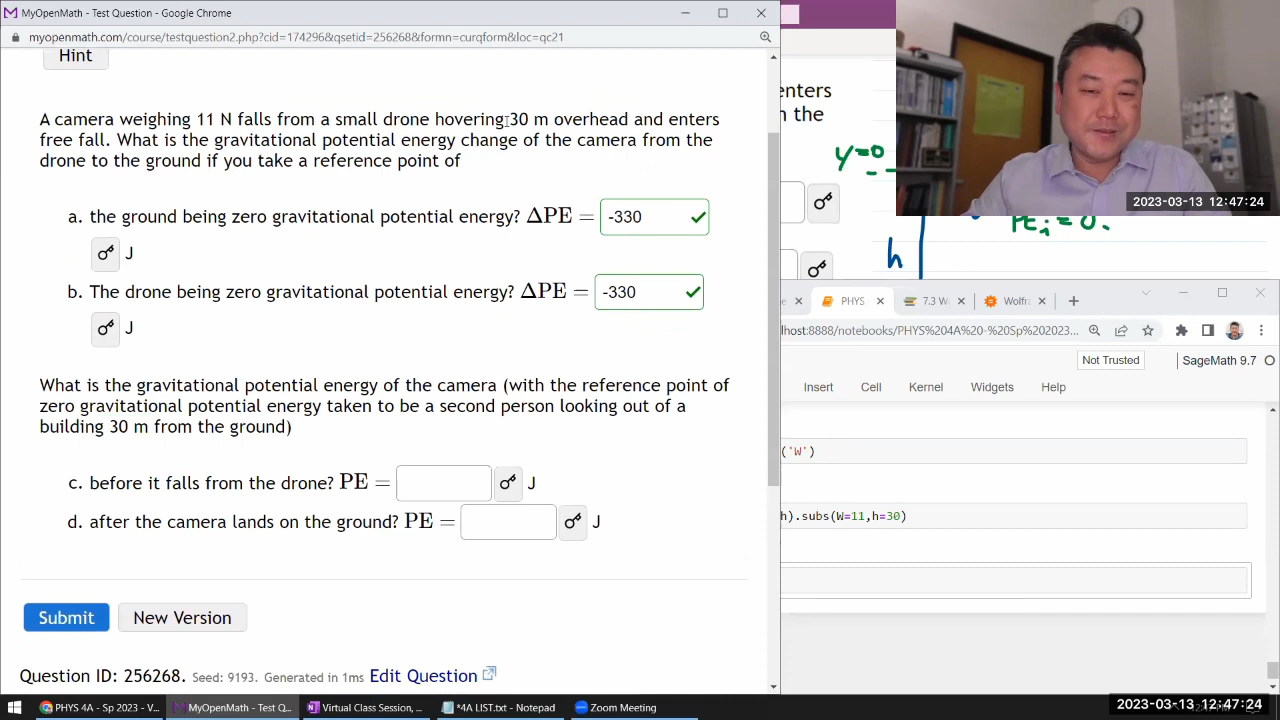 MyOpenMath - Test Question - Google Chrome
myopenmath.com/course/testquestion2.php?cid=174296&qsetid=256268&formn=curqform&loc=qc21
Hint
A camera weighing 11 N falls from a small drone hovering 30 m overhead and enters
free fall. What is the gravitational potential energy change of the camera from the
drone to the ground if you take a reference point of
a. the ground being zero gravitational potential energy? ΔPE = -330
J
b. The drone being zero gravitational potential energy? ΔPE = -330
J
What is the gravitational potential energy of the camera (with the reference point of
zero gravitational potential energy taken to be a second person looking out of a
building 30 m from the ground)
c. before it falls from the drone? PE = J
d. after the camera lands on the ground? PE = J
Submit New Version
Question ID: 256268. Seed: 9193. Generated in 1ms Edit Question
enters
the
y=0
PEi = 0.
h
2023-03-13 12:47:24
PHYS 7.3 W Wolfr
lhost:8888/notebooks/PHYS%204A%20-%20Sp%202023...
Not Trusted SageMath 9.7
Insert Cell Kernel Widgets Help
('W')
h).subs(W=11,h=30)
PHYS 4A - Sp 2023 - V... MyOpenMath - Test Q... Virtual Class Session, ... *4A LIST.txt - Notepad Zoom Meeting 2023-03-13 12:47:24